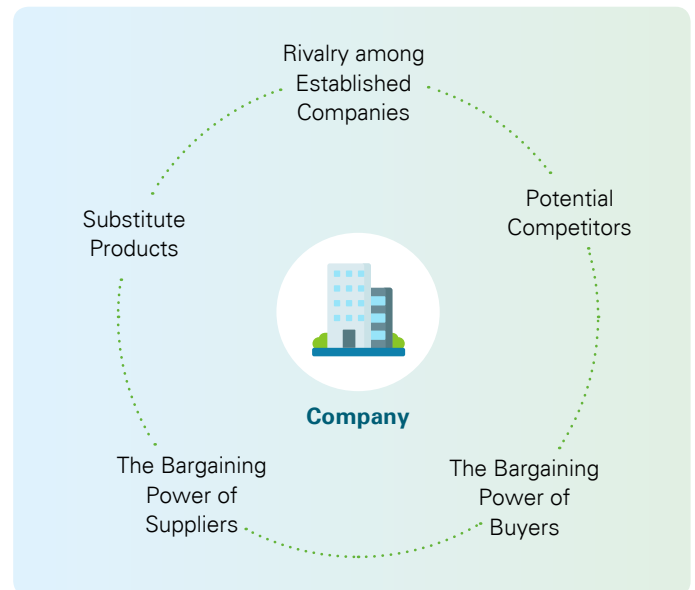 Rivalry among
Established
Companies
Potential
Competitors
Substitute
Products
Company
The Bargaining
Power of
Suppliers
The Bargaining
Power of
Buyers